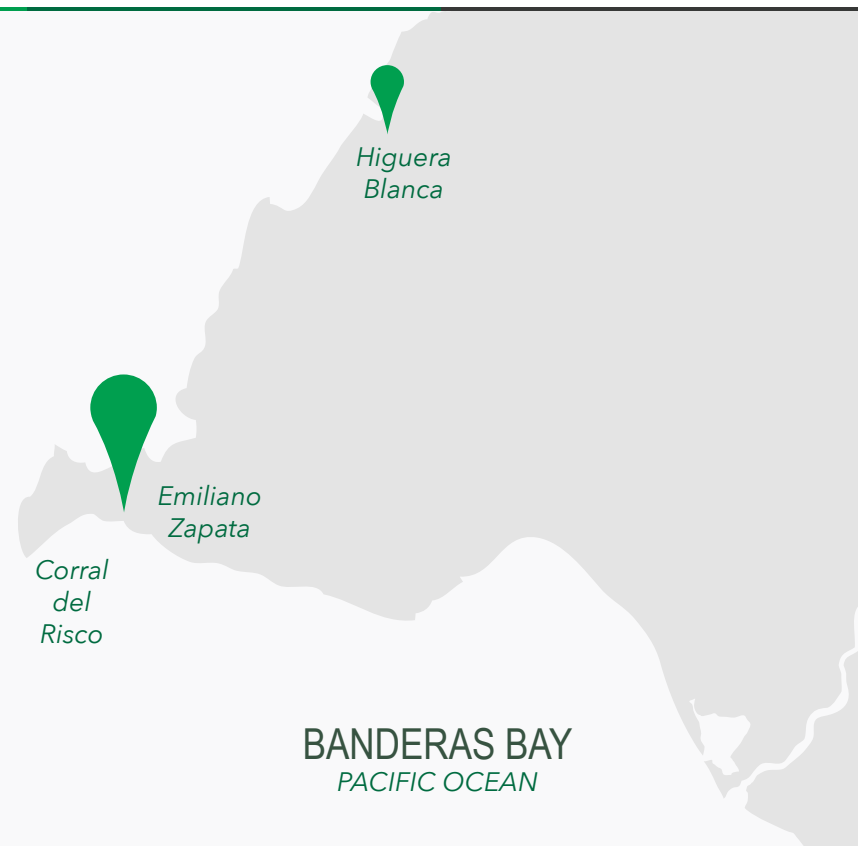 Higuera
Blanca
Emiliano
Zapata
Corral
del
Risco
BANDERAS BAY
PACIFIC OCEAN